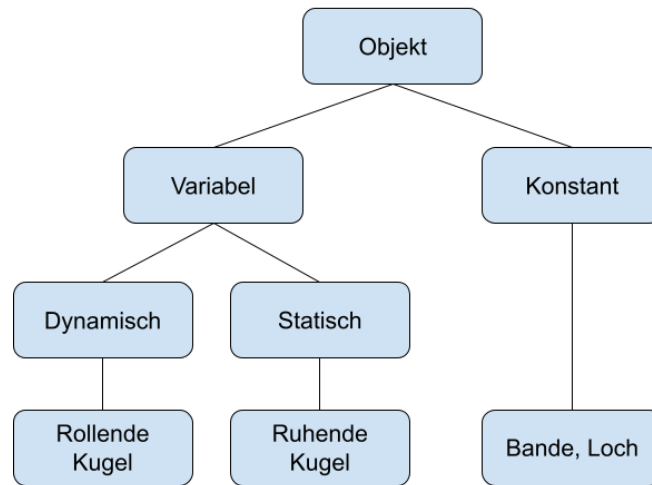 Objekt
Variabel
Konstant
Dynamisch
Statisch
Rollende
Kugel
Ruhende
Kugel
Bande, Loch